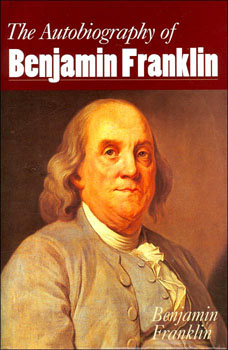 The Autobiography of
Benjamin Franklin
Benjamin
Franklin